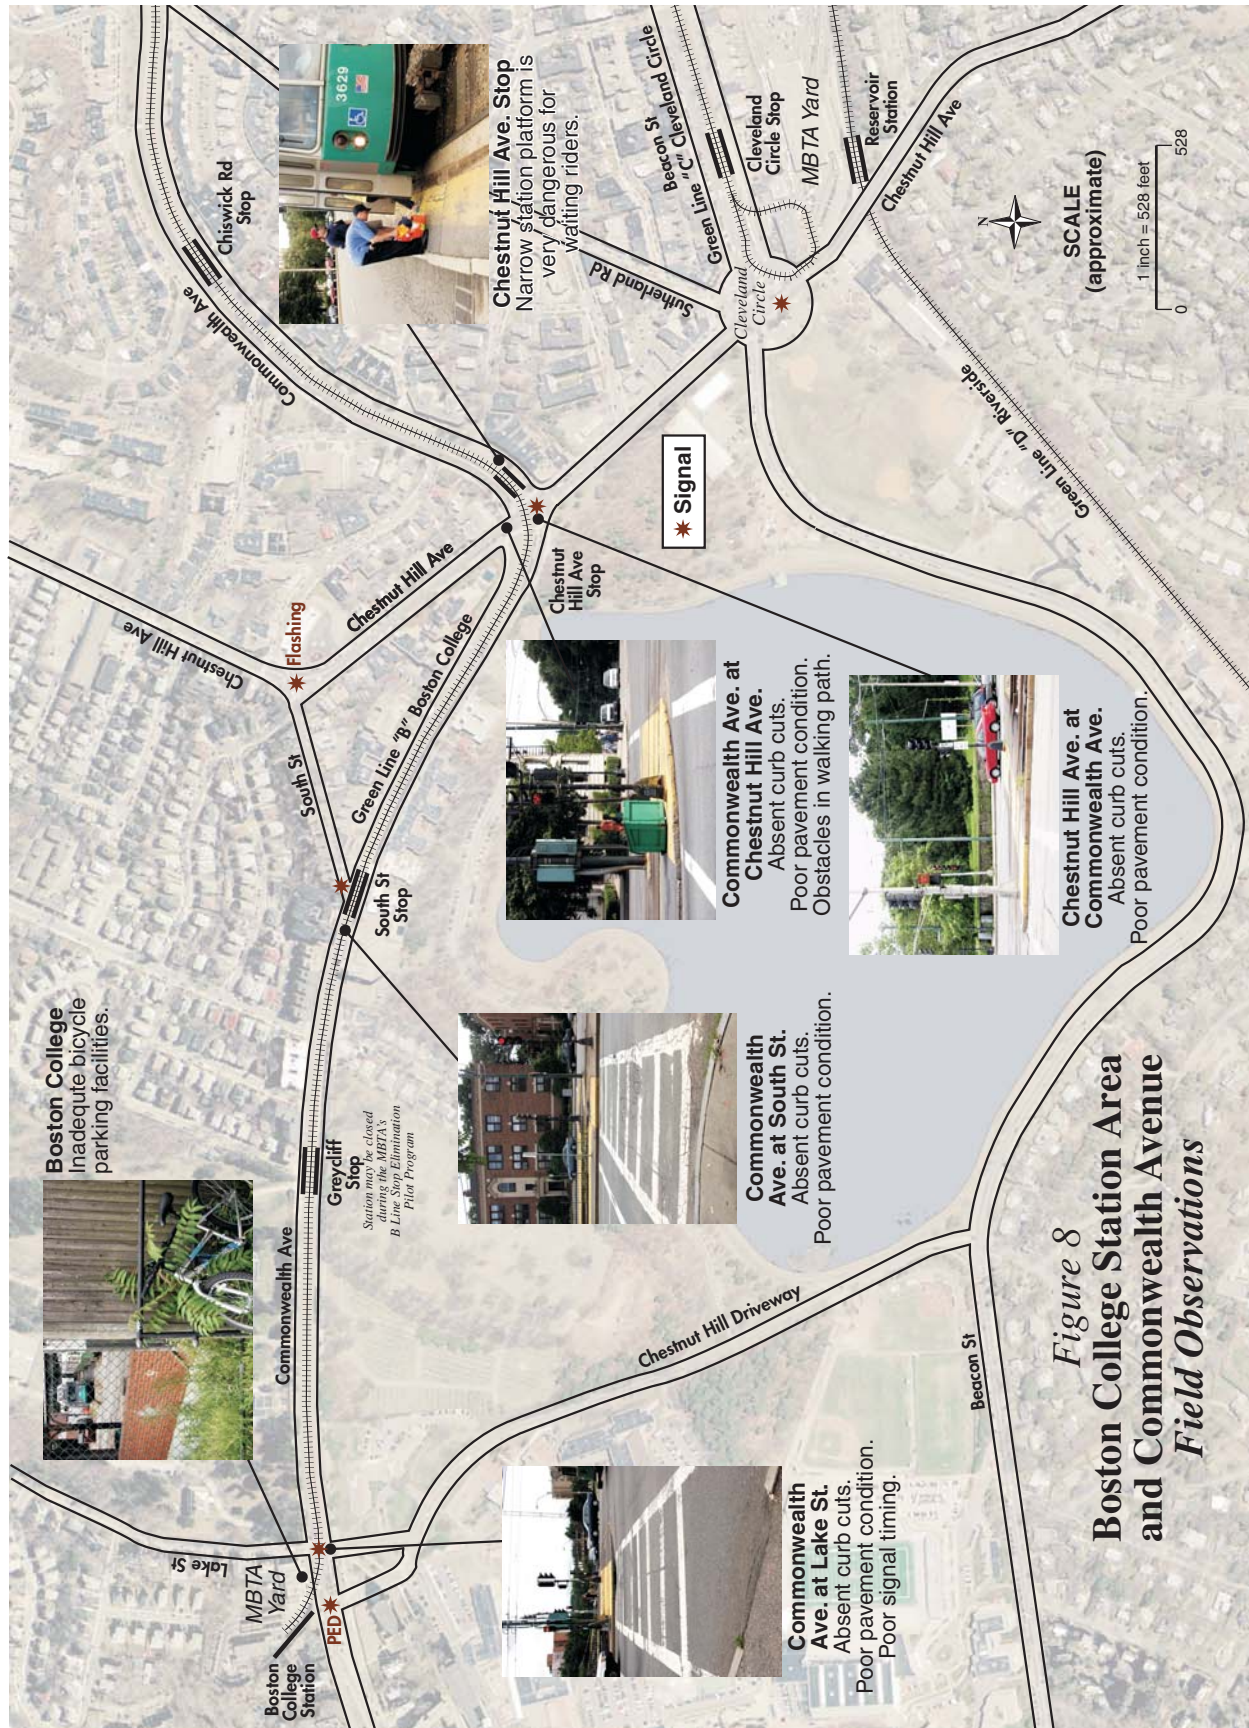 Figure 8
Boston College Station Area
and Commonwealth Avenue
Field Observations
Boston College
Inadequte bicycle
parking facilities.
Chestnut Hill Ave. Stop
Narrow station platform is
very dangerous for
waiting riders.
3629
Commonwealth
Ave. at Lake St.
Absent curb cuts.
Poor pavement condition.
Poor signal timing.
Commonwealth
Ave. at South St.
Absent curb cuts.
Poor pavement condition.
Commonwealth Ave. at
Chestnut Hill Ave.
Absent curb cuts.
Poor pavement condition.
Obstacles in walking path.
Chestnut Hill Ave. at
Commonwealth Ave.
Absent curb cuts.
Poor pavement condition.
Boston
College
Station
MBTA
Yard
PED
Lake St
Commonwealth Ave
Greycliff
Stop
Station may be closed
during the MBTA's
B Line Stop Elimination
Pilot Program
South St
Stop
South St
Flashing
Chestnut Hill Ave
Chestnut Hill Ave
Green Line "B" Boston College
Chestnut
Hill Ave
Stop
Commonwealth Ave
Chiswick Rd
Stop
Sutherland Rd
Beacon St
Green Line "C" Cleveland Circle
Cleveland
Circle Stop
Cleveland
Circle
MBTA Yard
Reservoir
Station
Chestnut Hill Ave
Green Line "D" Riverside
Signal
Chestnut Hill Driveway
Beacon St
N
SCALE
(approximate)
1 inch = 528 feet
0
528